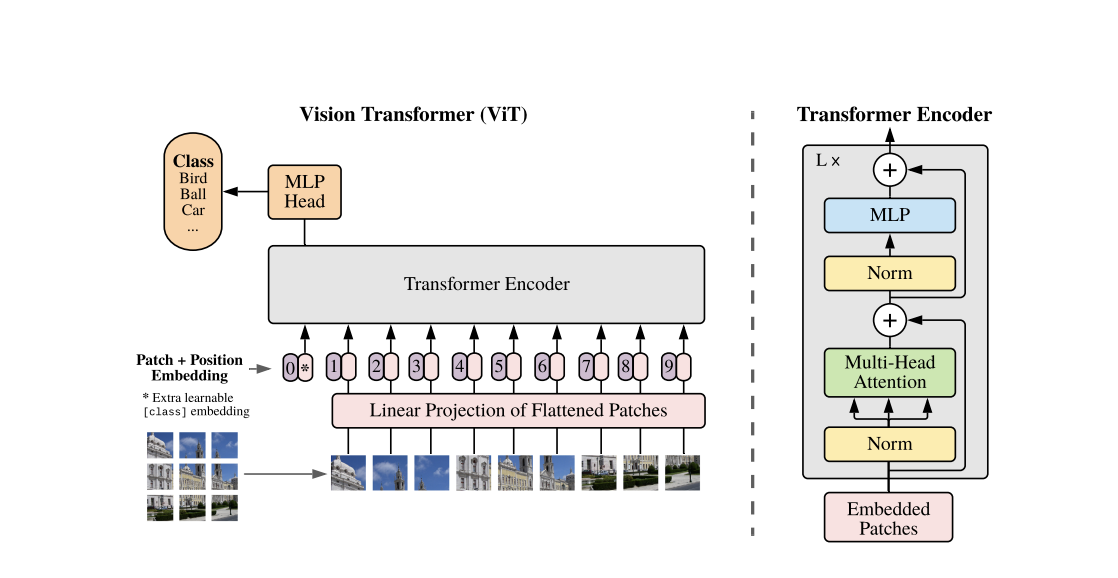 Vision Transformer (ViT)
Class
Bird
Ball
Car
...
MLP
Head
Transformer Encoder
0 * 1 2 3 4 5 6 7 8 9
Patch + Position
Embedding
* Extra learnable
[class] embedding
Linear Projection of Flattened Patches
Transformer Encoder
L ×
+
MLP
Norm
+
Multi-Head
Attention
Norm
Embedded
Patches